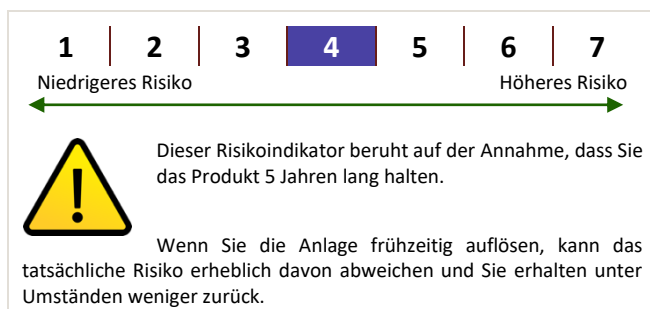 1 2 3 4 5 6 7
Niedrigeres Risiko Höheres Risiko
Dieser Risikoindikator beruht auf der Annahme, dass Sie
das Produkt 5 Jahren lang halten.
Wenn Sie die Anlage frühzeitig auflösen, kann das
tatsächliche Risiko erheblich davon abweichen und Sie erhalten unter
Umständen weniger zurück.